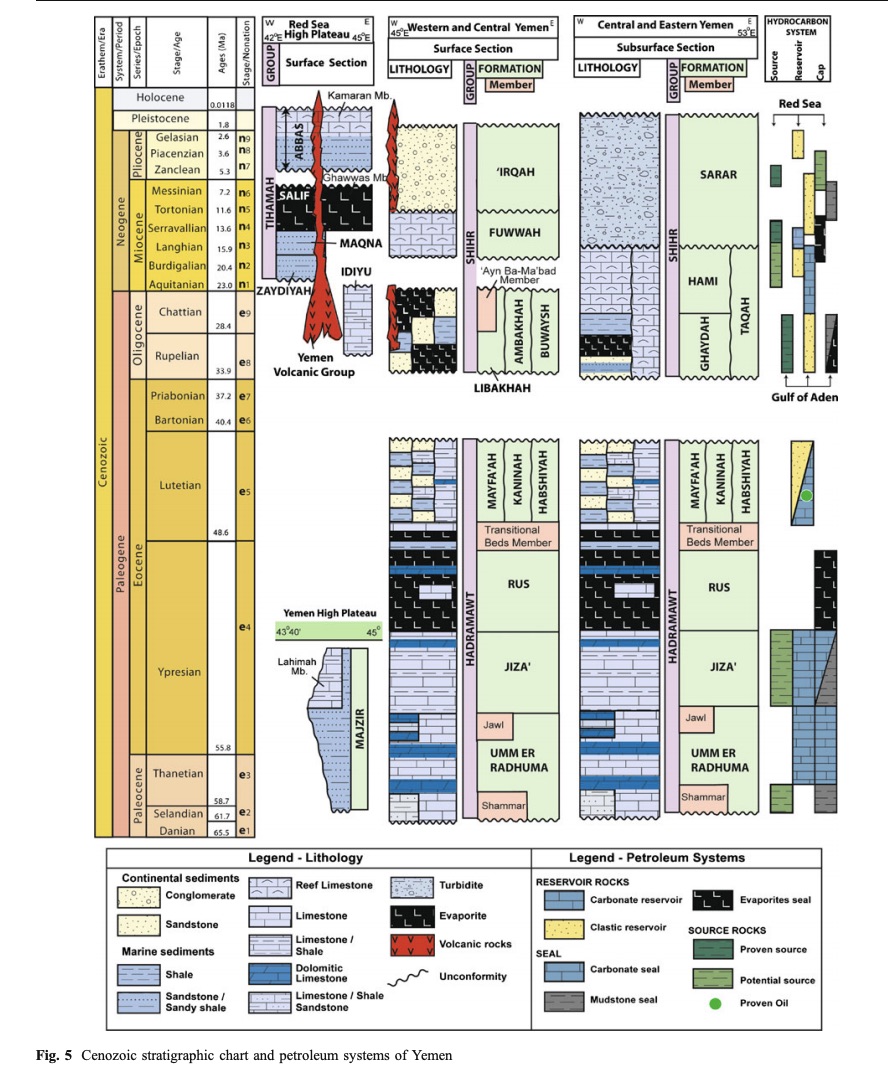 Erathem/Era
System/Period
Series/Epoch
Stage/Age
Ages (Ma)
Stage/Nonation
W Red Sea E
42°E High Plateau 45°E
GROUP
Surface Section
W Western and Central Yemen E
45°E
Surface Section
LITHOLOGY
GROUP
FORMATION
Member
W Central and Eastern Yemen E
53°E
Subsurface Section
LITHOLOGY
GROUP
FORMATION
Member
HYDROCARBON
SYSTEM
Source
Reservoir
Cap
Cenozoic
Neogene
Paleogene
Pliocene
Miocene
Oligocene
Eocene
Paleocene
Holocene 0.0118
Pleistocene 1.8
Gelasian 2.6 n9
Piacenzian 3.6 n8
Zanclean 5.3 n7
Messinian 7.2 n6
Tortonian 11.6 n5
Serravallian 13.6 n4
Langhian 15.9 n3
Burdigalian 20.4 n2
Aquitanian 23.0 n1
Chattian 28.4 e9
Rupelian 33.9 e8
Priabonian 37.2 e7
Bartonian 40.4 e6
Lutetian 48.6 e5
Ypresian 55.8 e4
Thanetian 58.7 e3
Selandian 61.7 e2
Danian 65.5 e1
TIHAMAH
Kamaran Mb.
ABBAS
Ghawwas Mb
SALIF
MAQNA
ZAYDIYAH
IDIYU
Yemen
Volcanic Group
Yemen High Plateau
43°40' 45°
Lahimah
Mb.
MAJZIR
SHIHR
'IRQAH
FUWWAH
'Ayn Ba-Ma'bad
Member
AMBAKHAH
BUWAYSH
LIBAKHAH
HADRAMAWT
MAYFA'AH
KANINAH
HABSHIYAH
Transitional
Beds Member
RUS
JIZA'
Jawl
UMM ER
RADHUMA
Shammar
SHIHR
SARAR
HAMI
GHAYDAH
TAQAH
HADRAMAWT
MAYFA'AH
KANINAH
HABSHIYAH
Transitional
Beds Member
RUS
JIZA'
Jawl
UMM ER
RADHUMA
Shammar
Red Sea
Gulf of Aden
Legend - Lithology
Continental sediments
Conglomerate
Sandstone
Marine sediments
Shale
Sandstone /
Sandy shale
Reef Limestone
Limestone
Limestone /
Shale
Dolomitic
Limestone
Limestone / Shale
Sandstone
Turbidite
Evaporite
Volcanic rocks
Unconformity
Legend - Petroleum Systems
RESERVOIR ROCKS
Carbonate reservoir
Clastic reservoir
SEAL
Carbonate seal
Mudstone seal
Evaporites seal
SOURCE ROCKS
Proven source
Potential source
Proven Oil
Fig. 5 Cenozoic stratigraphic chart and petroleum systems of Yemen